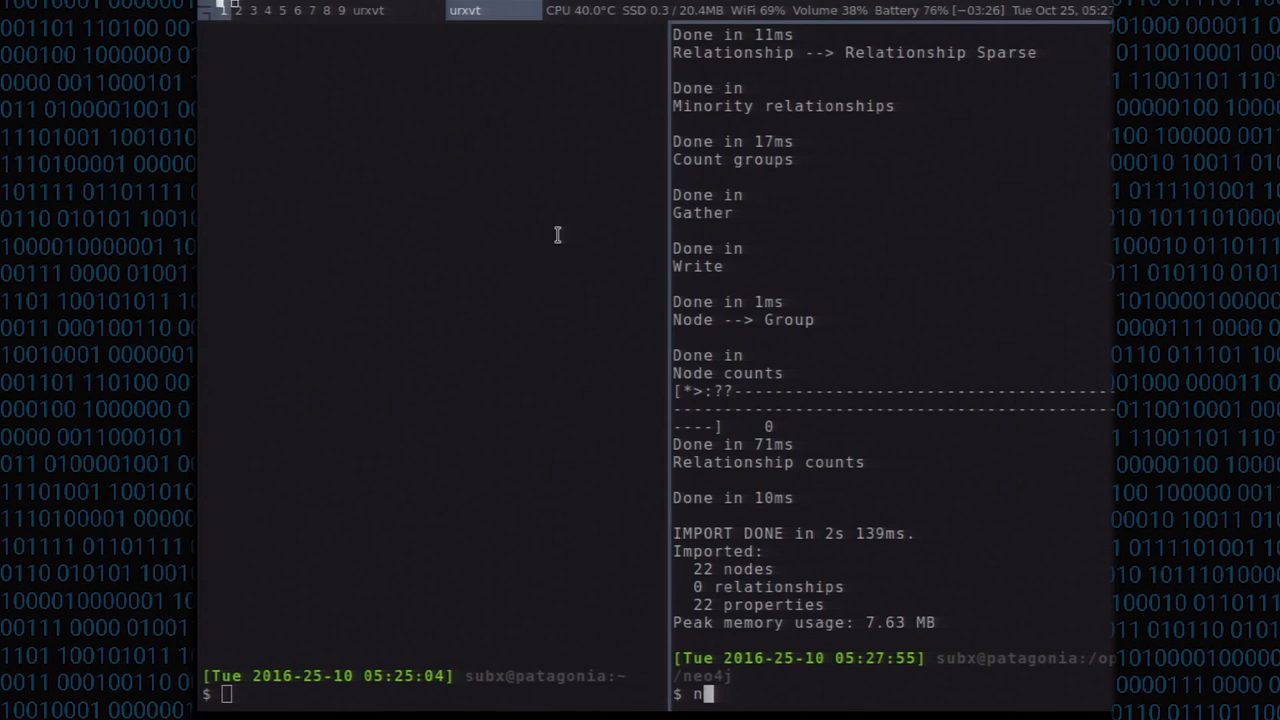 1 2 3 4 5 6 7 8 9 urxvt urxvt CPU 40.0°C SSD 0.3 / 20.4MB WiFi 69% Volume 38% Battery 76% [−03:26] Tue Oct 25, 05:27
Done in 11ms
Relationship --> Relationship Sparse
Done in
Minority relationships
Done in 17ms
Count groups
Done in
Gather
Done in
Write
Done in 1ms
Node --> Group
Done in
Node counts
[*>:??-------------------------------------
-------------------------------------------
----] 0
Done in 71ms
Relationship counts
Done in 10ms
IMPORT DONE in 2s 139ms.
Imported:
22 nodes
0 relationships
22 properties
Peak memory usage: 7.63 MB
[Tue 2016-25-10 05:27:55] subx@patagonia:/op
/neo4j
$ n
[Tue 2016-25-10 05:25:04] subx@patagonia:~
$